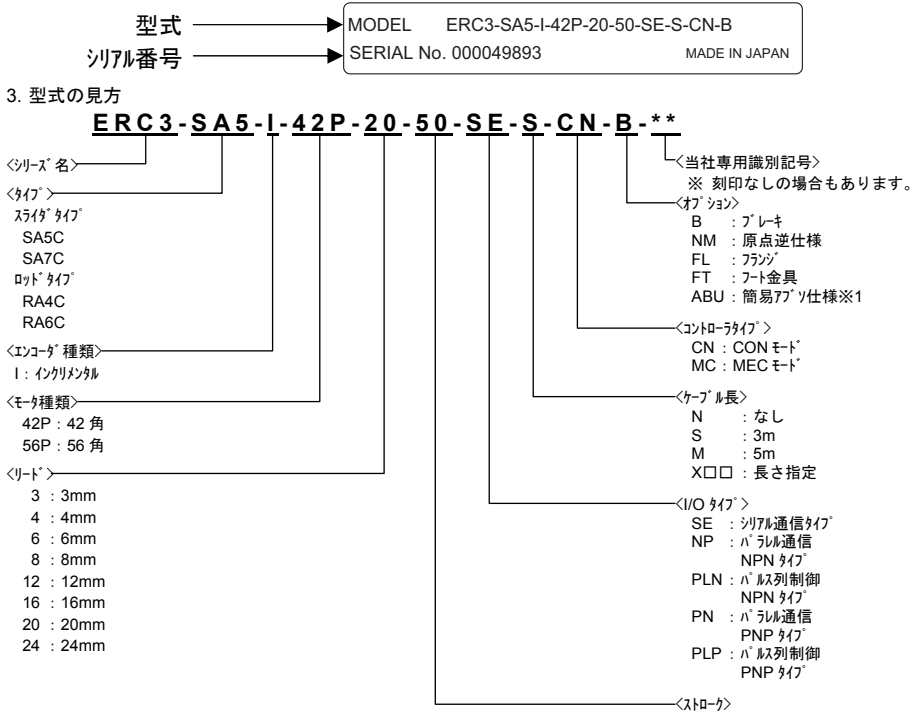 型式 MODEL ERC3-SA5-I-42P-20-50-SE-S-CN-B
シリアル番号 SERIAL No. 000049893 MADE IN JAPAN
3. 型式の見方
ERC3-SA5-I-42P-20-50-SE-S-CN-B-**
〈シリーズ名〉
〈タイプ〉
スライダタイプ
SA5C
SA7C
ロッドタイプ
RA4C
RA6C
〈エンコーダ種類〉
I：インクリメンタル
〈モータ種類〉
42P：42 角
56P：56 角
〈リード〉
3 ：3mm
4 ：4mm
6 ：6mm
8 ：8mm
12 ：12mm
16 ：16mm
20 ：20mm
24 ：24mm
〈当社専用識別記号〉
※ 刻印なしの場合もあります。
〈オプション〉
B ：ブレーキ
NM ：原点逆仕様
FL ：フランジ
FT ：フート金具
ABU：簡易アブソ仕様※1
〈コントローラタイプ〉
CN：CON モード
MC：MEC モード
〈ケーブル長〉
N ：なし
S ：3m
M ：5m
X□□：長さ指定
〈I/O タイプ〉
SE ：シリアル通信タイプ
NP ：パラレル通信
NPN タイプ
PLN：パルス列制御
NPN タイプ
PN ：パラレル通信
PNP タイプ
PLP：パルス列制御
PNP タイプ
〈ストローク〉